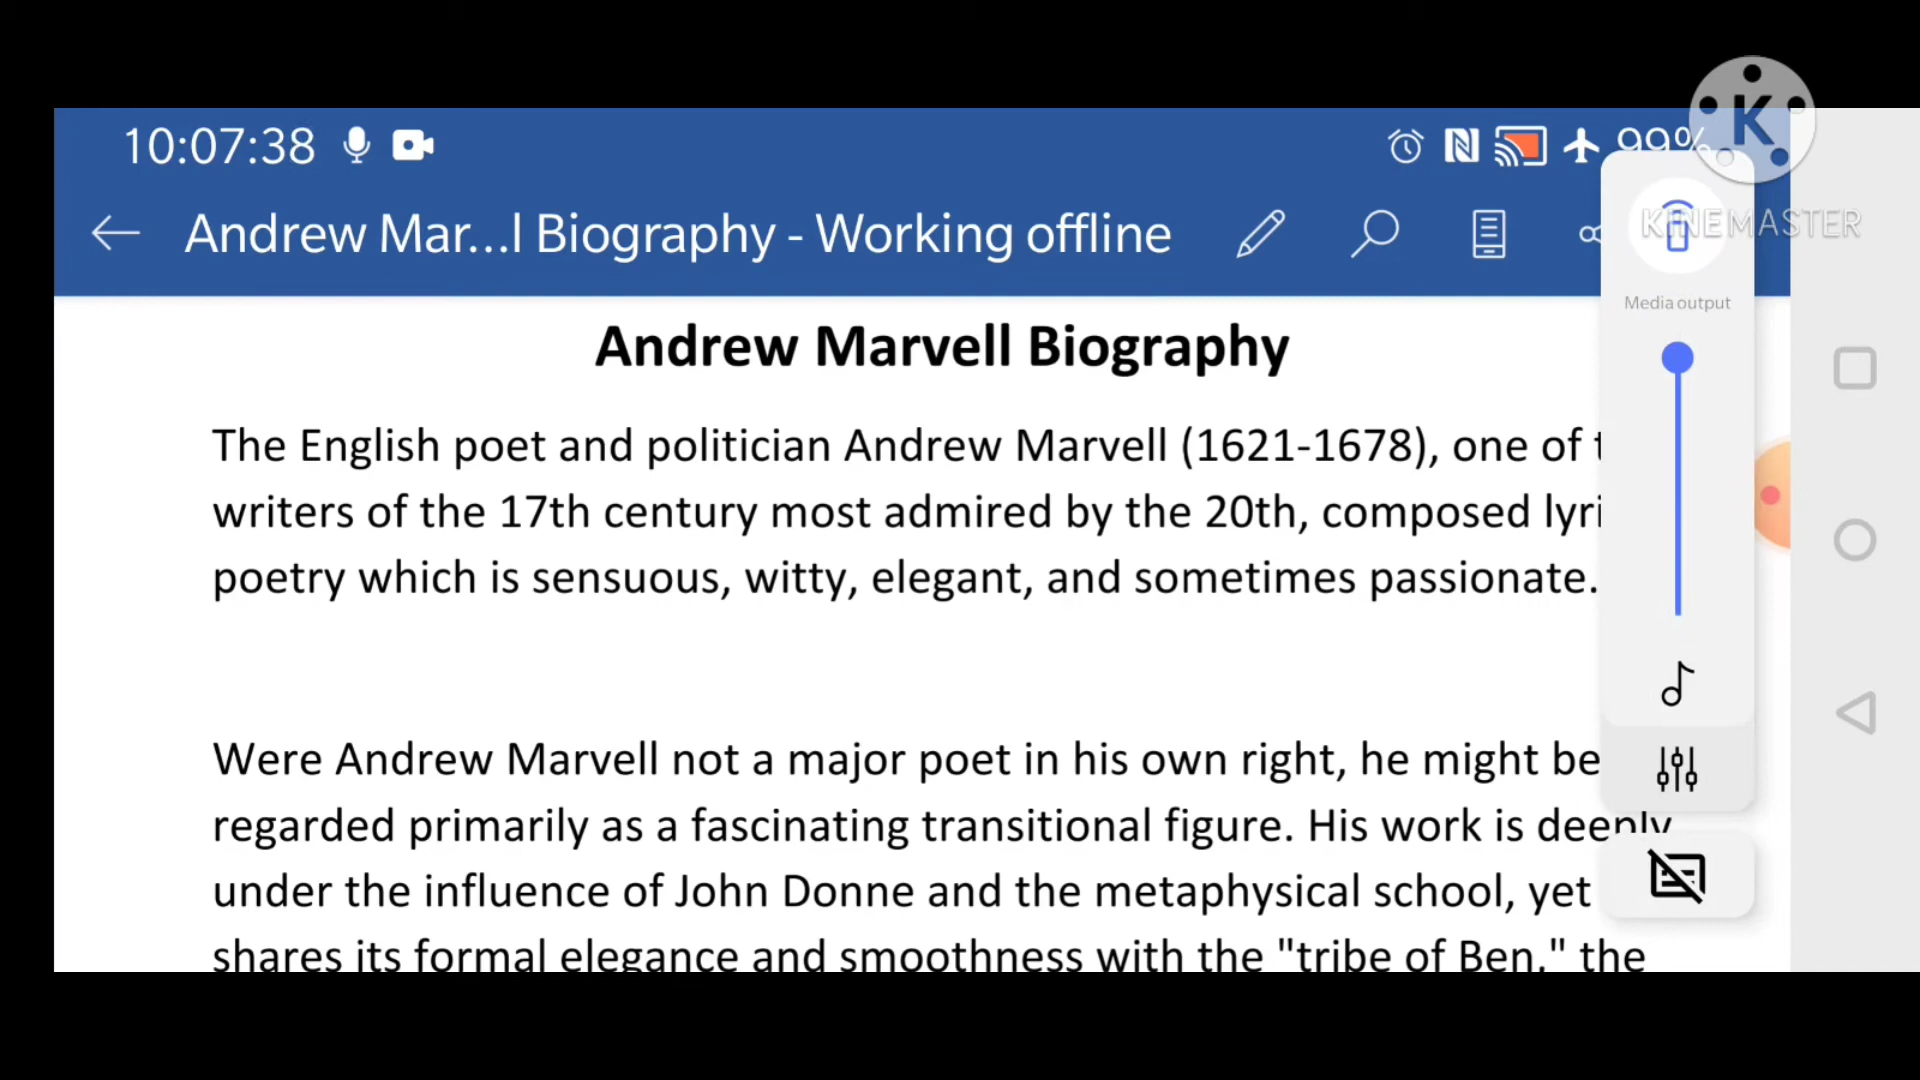 10:07:38 99%
Andrew Mar...l Biography - Working offline
KINEMASTER
Media output
Andrew Marvell Biography
The English poet and politician Andrew Marvell (1621-1678), one of
writers of the 17th century most admired by the 20th, composed
poetry which is sensuous, witty, elegant, and sometimes passionate.
Were Andrew Marvell not a major poet in his own right, he might be
regarded primarily as a fascinating transitional figure. His work is deeply
under the influence of John Donne and the metaphysical school, yet
shares its formal elegance and smoothness with the "tribe of Ben," the